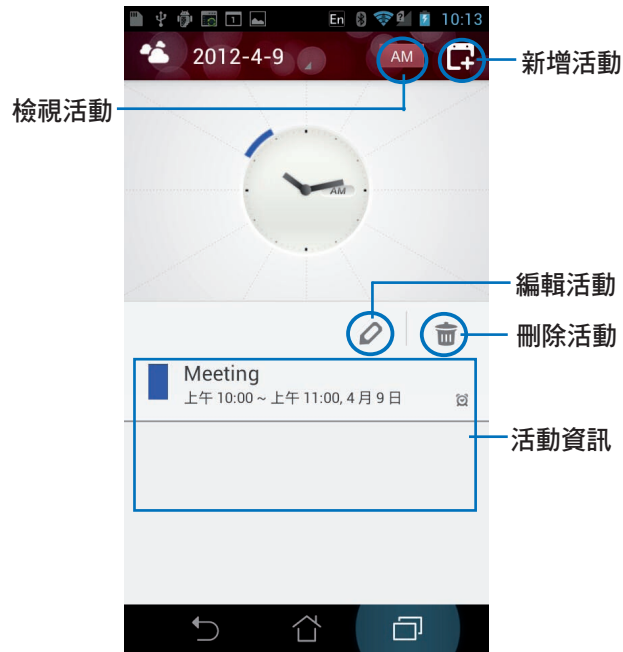 En 10:13
2012-4-9 AM
新增活動
檢視活動
AM
編輯活動
刪除活動
Meeting
上午 10:00 ~ 上午 11:00, 4 月 9 日
活動資訊